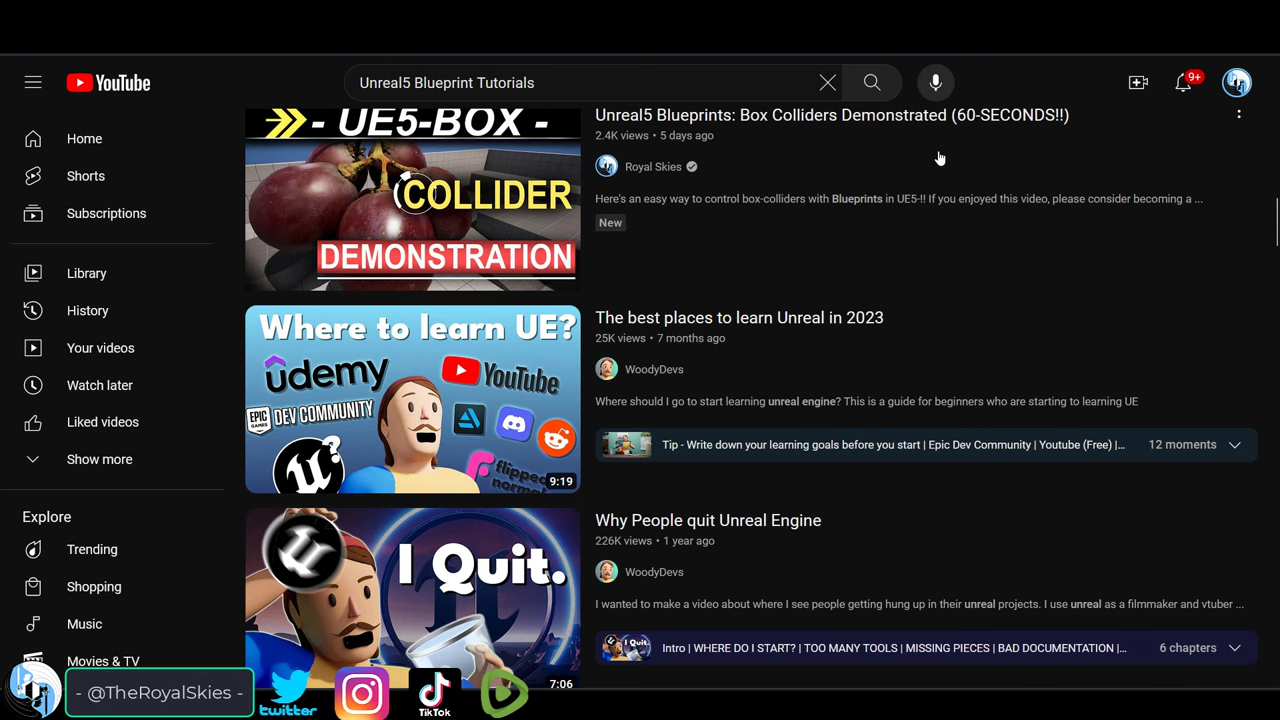 YouTube
Unreal5 Blueprint Tutorials
9+
Home
Shorts
Subscriptions
Library
History
Your videos
Watch later
Liked videos
Show more
Explore
Trending
Shopping
Music
Movies & TV
- UE5-BOX -
COLLIDER
DEMONSTRATION
Unreal5 Blueprints: Box Colliders Demonstrated (60-SECONDS!!)
2.4K views • 5 days ago
Royal Skies
Here's an easy way to control box-colliders with Blueprints in UE5-!! If you enjoyed this video, please consider becoming a ...
New
Where to learn UE?
udemy
YouTube
EPIC GAMES DEV COMMUNITY
?
flipped normals
9:19
The best places to learn Unreal in 2023
25K views • 7 months ago
WoodyDevs
Where should I go to start learning unreal engine? This is a guide for beginners who are starting to learning UE
Tip - Write down your learning goals before you start | Epic Dev Community | Youtube (Free) |...
12 moments
I Quit.
7:06
Why People quit Unreal Engine
226K views • 1 year ago
WoodyDevs
I wanted to make a video about where I see people getting hung up in their unreal projects. I use unreal as a filmmaker and vtuber ...
Intro | WHERE DO I START? | TOO MANY TOOLS | MISSING PIECES | BAD DOCUMENTATION |...
6 chapters
- @TheRoyalSkies -
twitter
TikTok